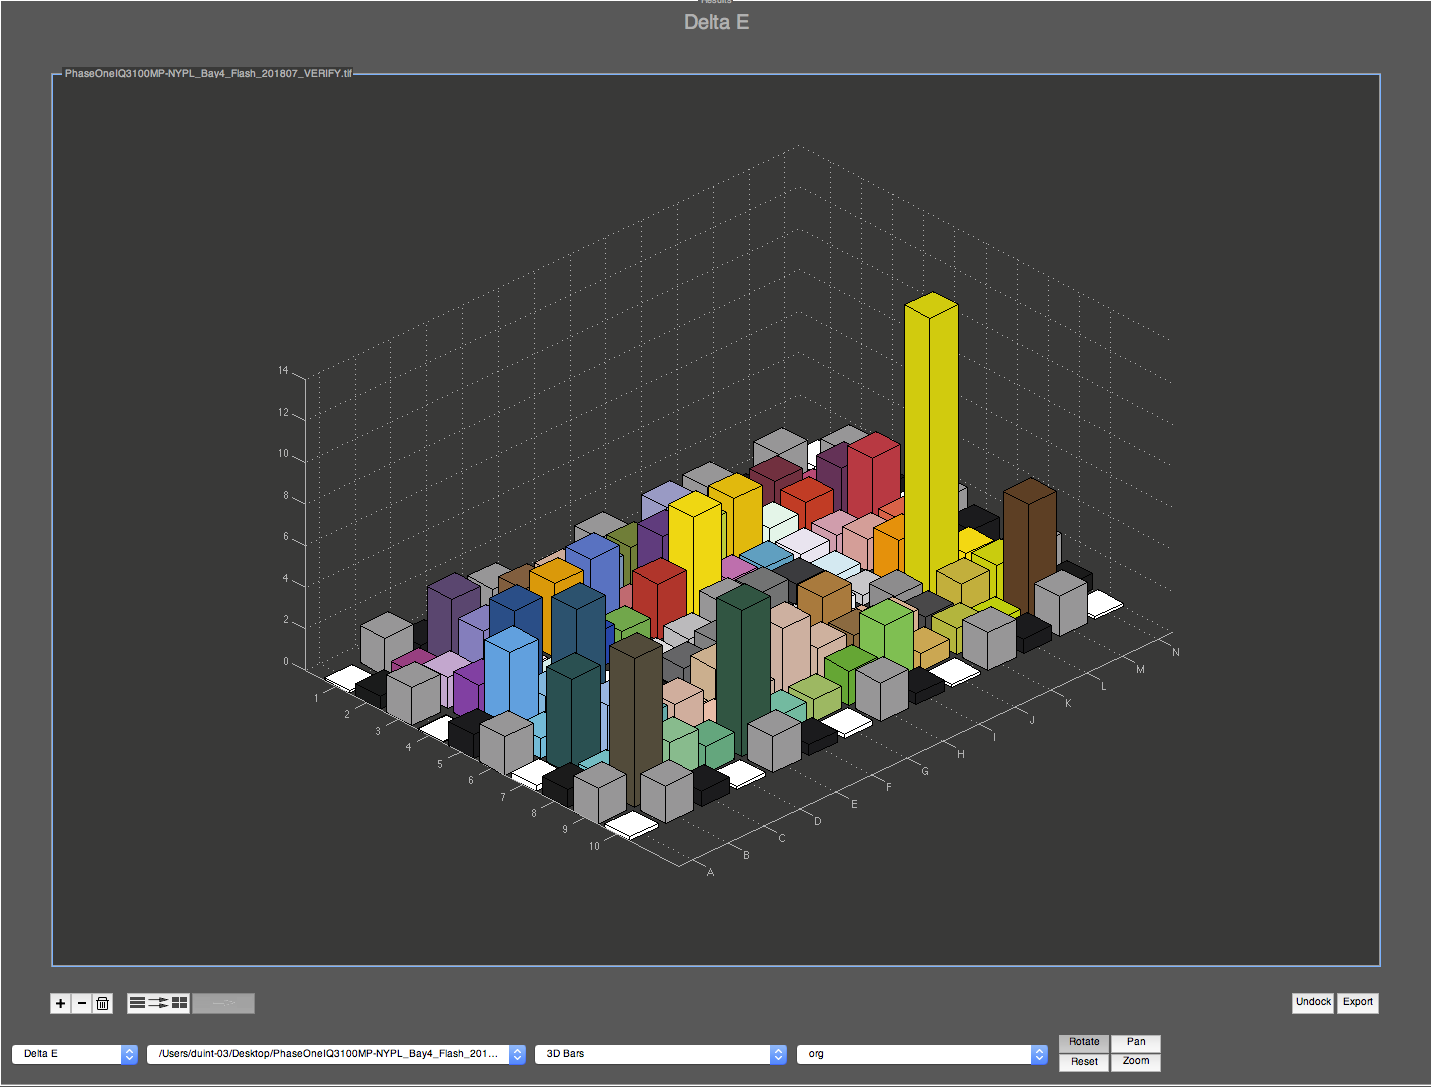 Results
Delta E
PhaseOneIQ3100MP-NYPL_Bay4_Flash_201807_VERIFY.tif
14
12
10
8
6
4
2
0
1
2
3
4
5
6
7
8
9
10
A
B
C
D
E
F
G
H
I
J
K
L
M
N
Undock
Export
Delta E
/Users/duint-03/Desktop/PhaseOneIQ3100MP-NYPL_Bay4_Flash_201...
3D Bars
org
Rotate
Pan
Reset
Zoom